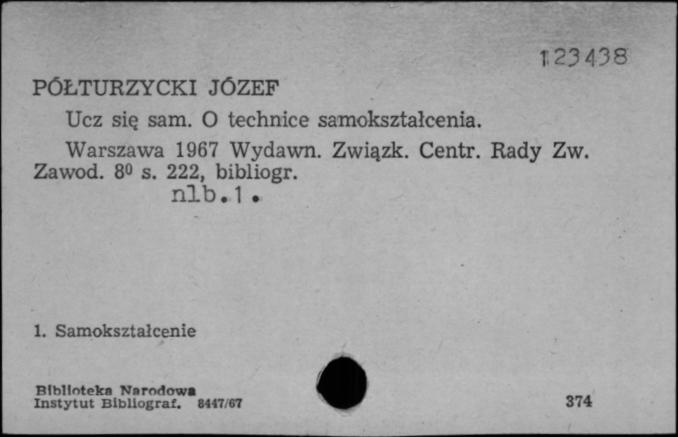 123438
PÓŁTURZYCKI JÓZEF
Ucz się sam. O technice samokształcenia.
Warszawa 1967 Wydawn. Związk. Centr. Rady Zw.
Zawod. 8⁰ s. 222, bibliogr.
nlb.1.
1. Samokształcenie
Biblioteka Narodowa
Instytut Bibliograf. 8447/67
374